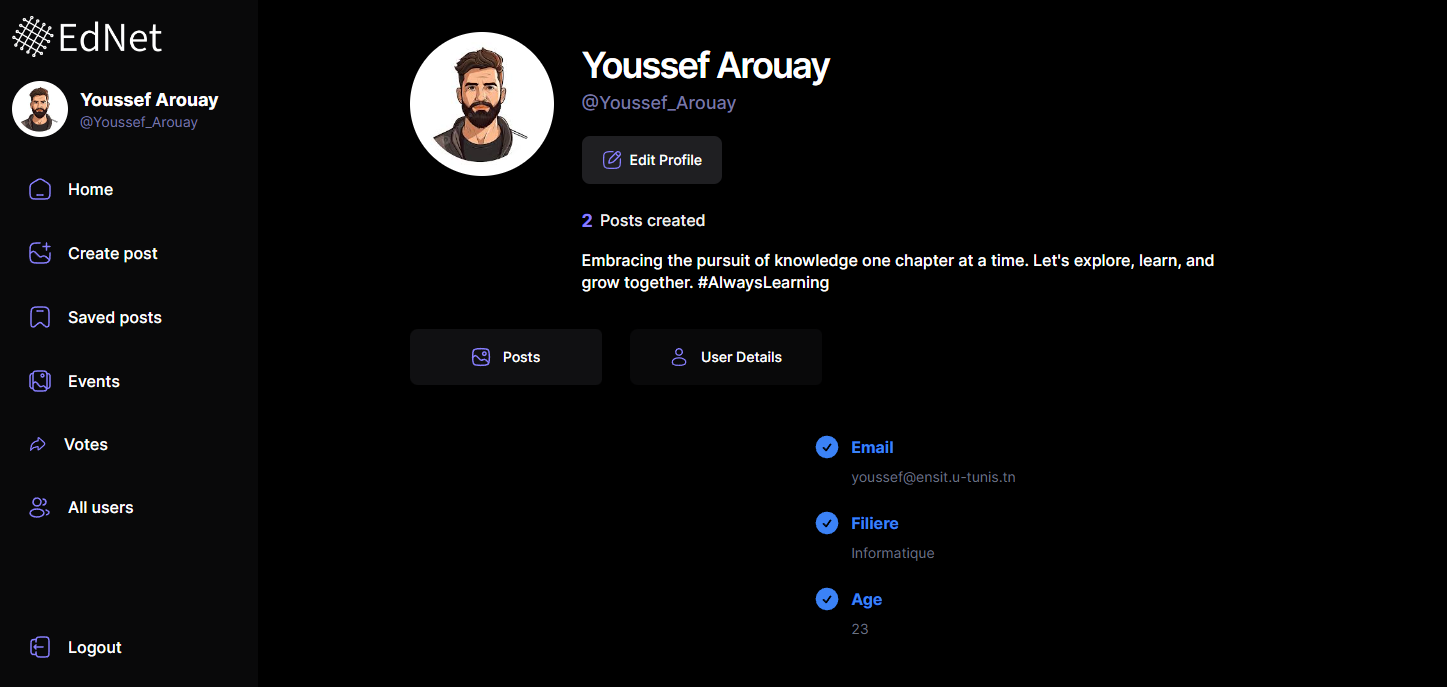 EdNet
Youssef Arouay
@Youssef_Arouay
Home
Create post
Saved posts
Events
Votes
All users
Logout
Youssef Arouay
@Youssef_Arouay
Edit Profile
2 Posts created
Embracing the pursuit of knowledge one chapter at a time. Let's explore, learn, and
grow together. #AlwaysLearning
Posts
User Details
Email
youssef@ensit.u-tunis.tn
Filiere
Informatique
Age
23